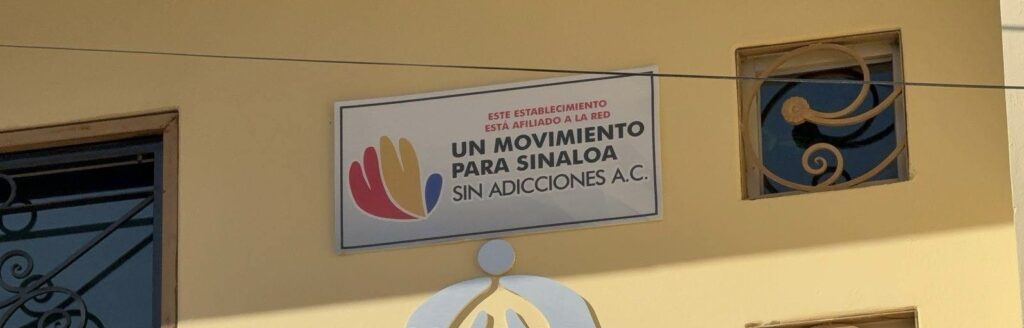 ESTE ESTABLECIMIENTO
ESTÁ AFILIADO A LA RED
UN MOVIMIENTO
PARA SINALOA
SIN ADICCIONES A.C.